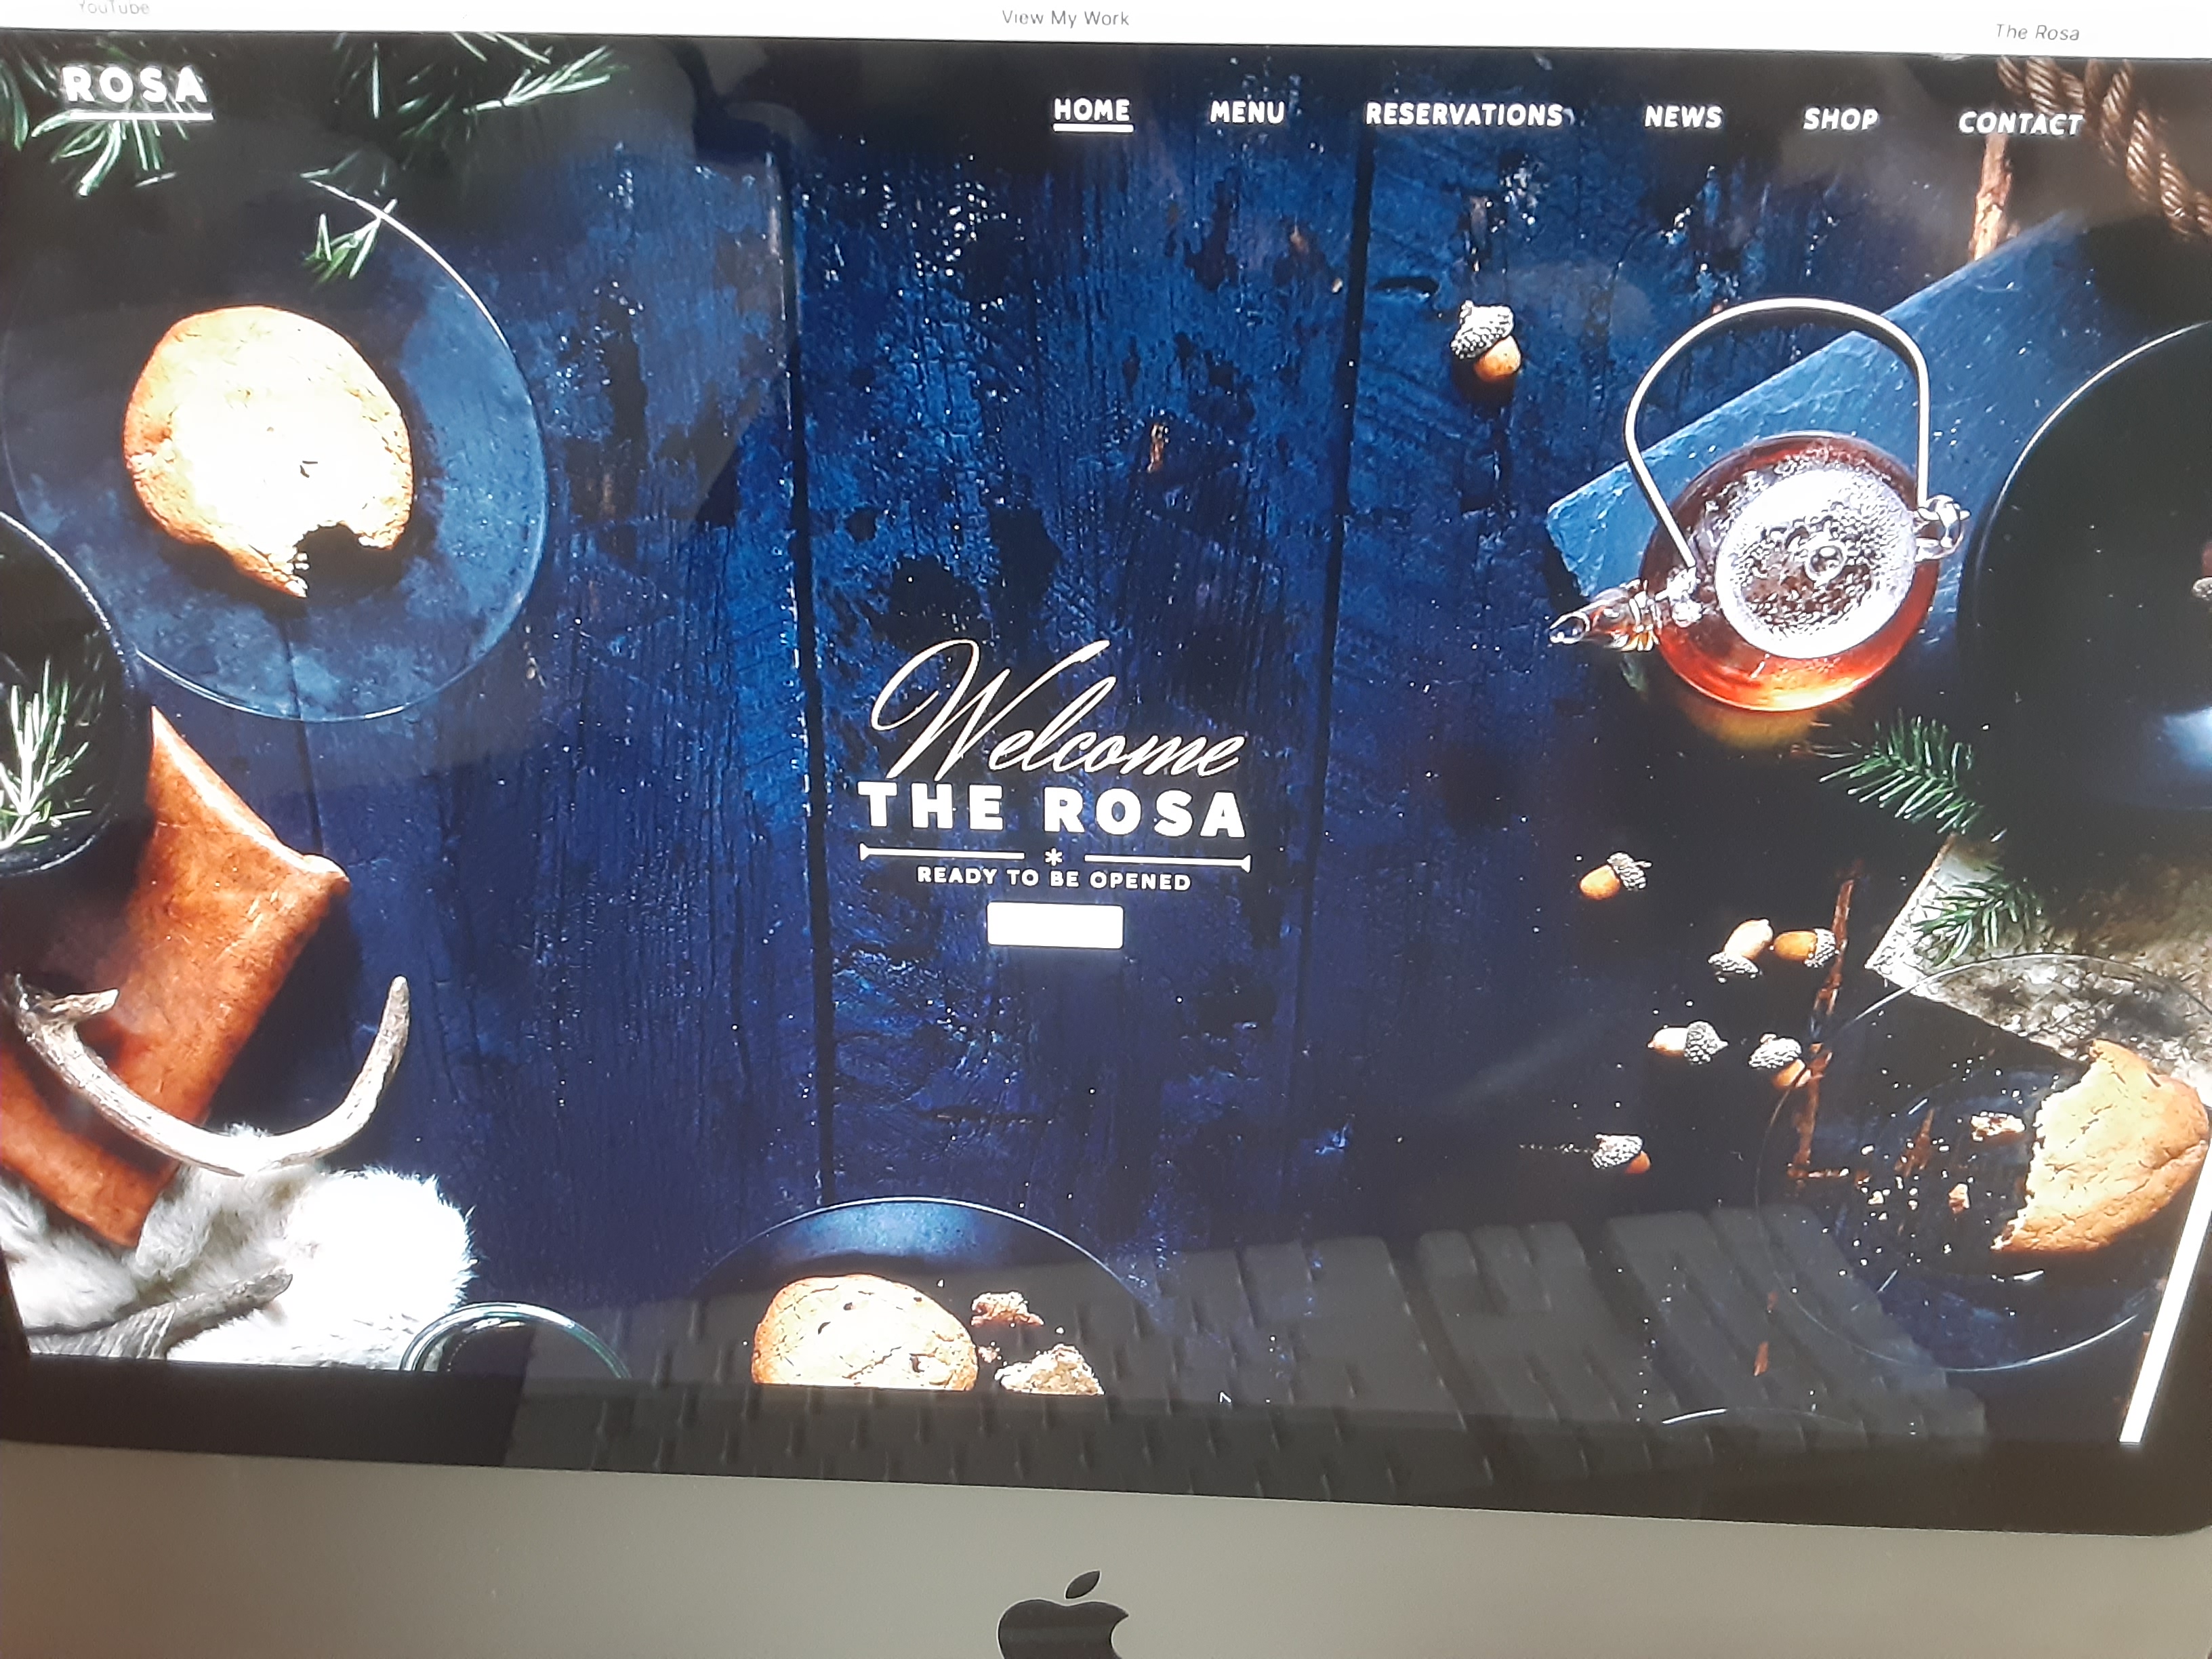 YouTube
View My Work
The Rosa
ROSA
HOME MENU RESERVATIONS NEWS SHOP CONTACT
Welcome
THE ROSA
*
READY TO BE OPENED